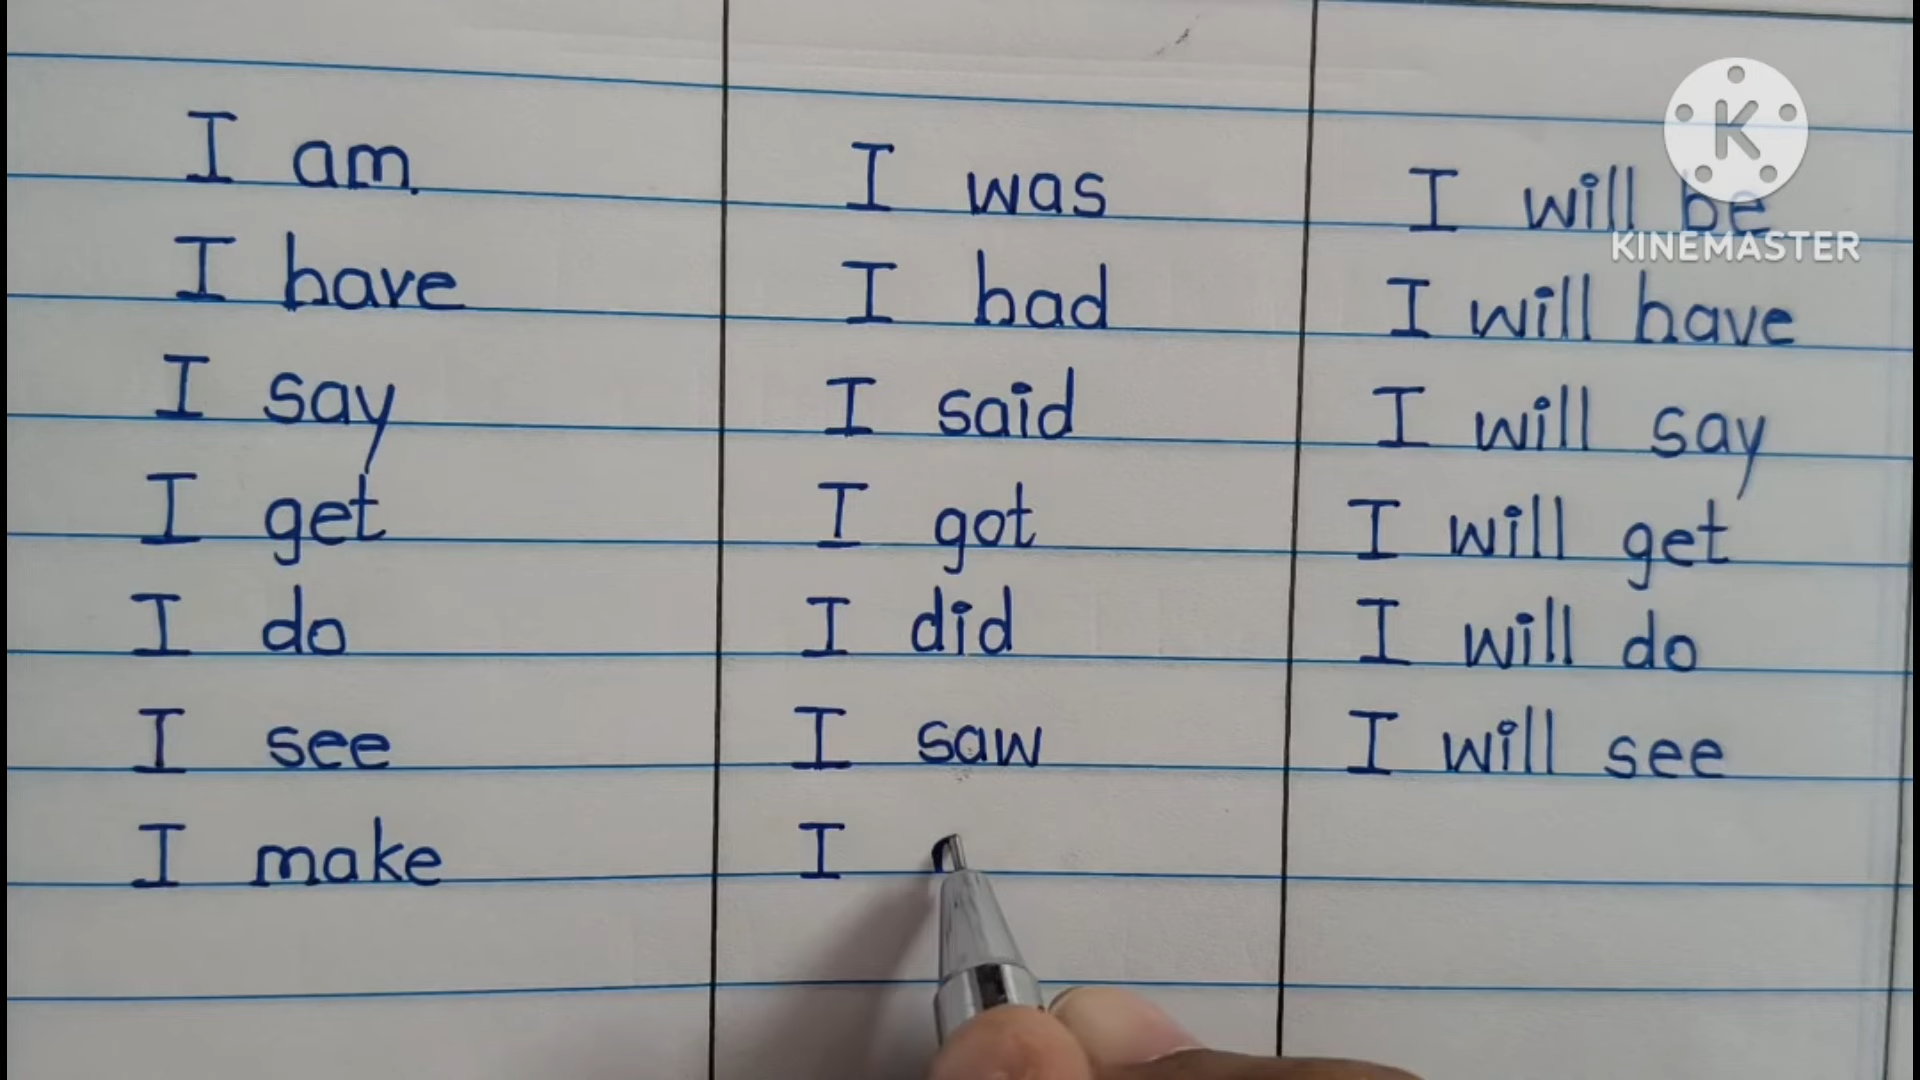 I am. I was I will be
I have I had I will have
I say I said I will say
I get I got I will get
I do I did I will do
I see I saw I will see
I make I
K
KINEMASTER